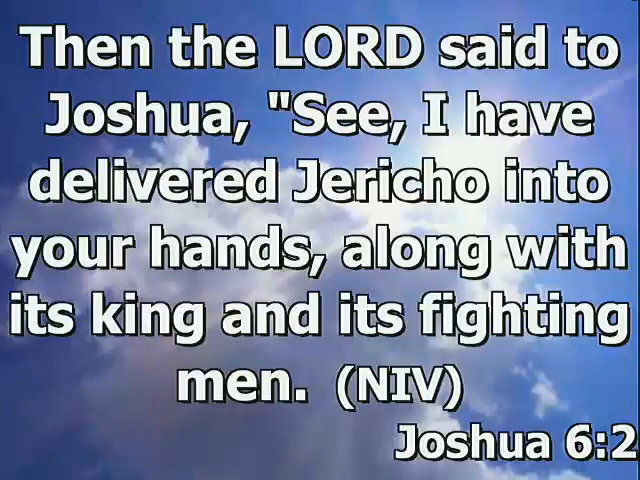 Then the LORD said to
Joshua, "See, I have
delivered Jericho into
your hands, along with
its king and its fighting
men. (NIV)
Joshua 6:2